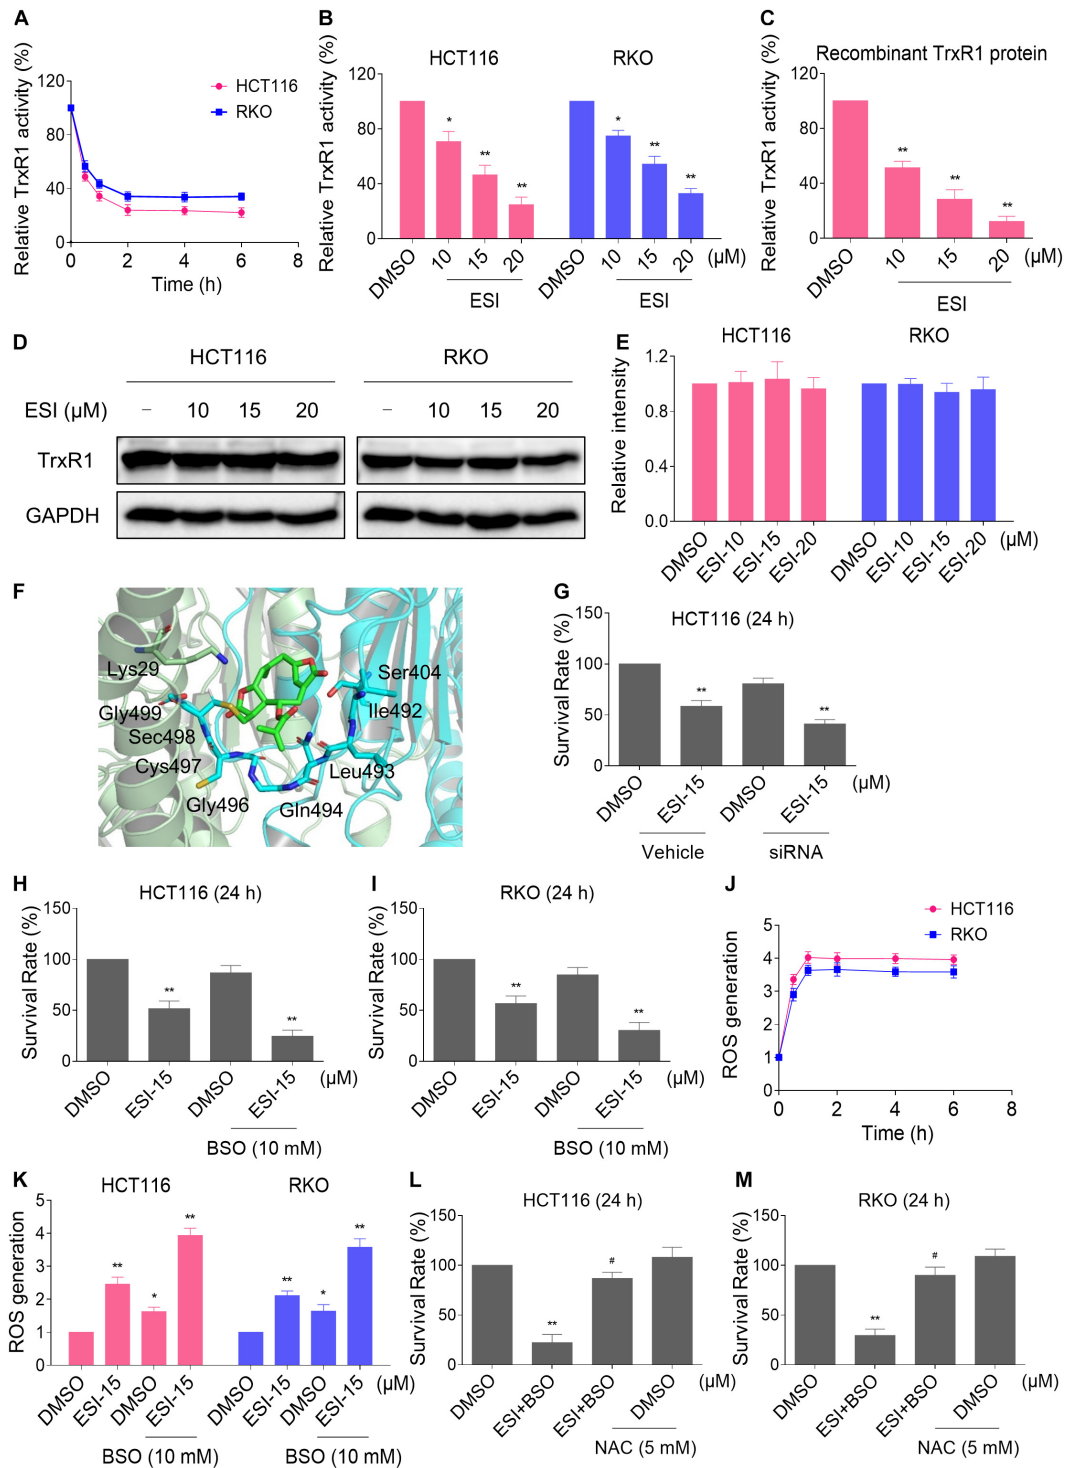 A
Relative TrxR1 activity (%)
120
80
40
0
0 2 4 6 8
Time (h)
HCT116
RKO
B
Relative TrxR1 activity (%)
HCT116 RKO
120
80
40
0
* ** ** * ** **
DMSO 10 15 20 DMSO 10 15 20 (μM)
ESI ESI
C
Recombinant TrxR1 protein
Relative TrxR1 activity (%)
120
80
40
0
** ** **
DMSO 10 15 20 (μM)
ESI
D
HCT116 RKO
ESI (μM) – 10 15 20 – 10 15 20
TrxR1
GAPDH
E
HCT116 RKO
Relative intensity
1.2
0.8
0.4
0.0
DMSO ESI-10 ESI-15 ESI-20 DMSO ESI-10 ESI-15 ESI-20 (μM)
F
Lys29
Ser404
Gly499
Ile492
Sec498
Cys497
Leu493
Gly496
Gln494
G
HCT116 (24 h)
Survival Rate (%)
150
100
50
0
** **
DMSO ESI-15 DMSO ESI-15 (μM)
Vehicle siRNA
H
HCT116 (24 h)
Survival Rate (%)
150
100
50
0
** **
DMSO ESI-15 DMSO ESI-15 (μM)
BSO (10 mM)
I
RKO (24 h)
Survival Rate (%)
150
100
50
0
** **
DMSO ESI-15 DMSO ESI-15 (μM)
BSO (10 mM)
J
HCT116
RKO
ROS generation
5
4
3
2
1
0
0 2 4 6 8
Time (h)
K
HCT116 RKO
ROS generation
5
4
3
2
1
0
** * ** ** * **
DMSO ESI-15 DMSO ESI-15 DMSO ESI-15 DMSO ESI-15 (μM)
BSO (10 mM) BSO (10 mM)
L
HCT116 (24 h)
Survival Rate (%)
150
100
50
0
** #
DMSO ESI+BSO ESI+BSO DMSO (μM)
NAC (5 mM)
M
RKO (24 h)
Survival Rate (%)
150
100
50
0
** #
DMSO ESI+BSO ESI+BSO DMSO (μM)
NAC (5 mM)